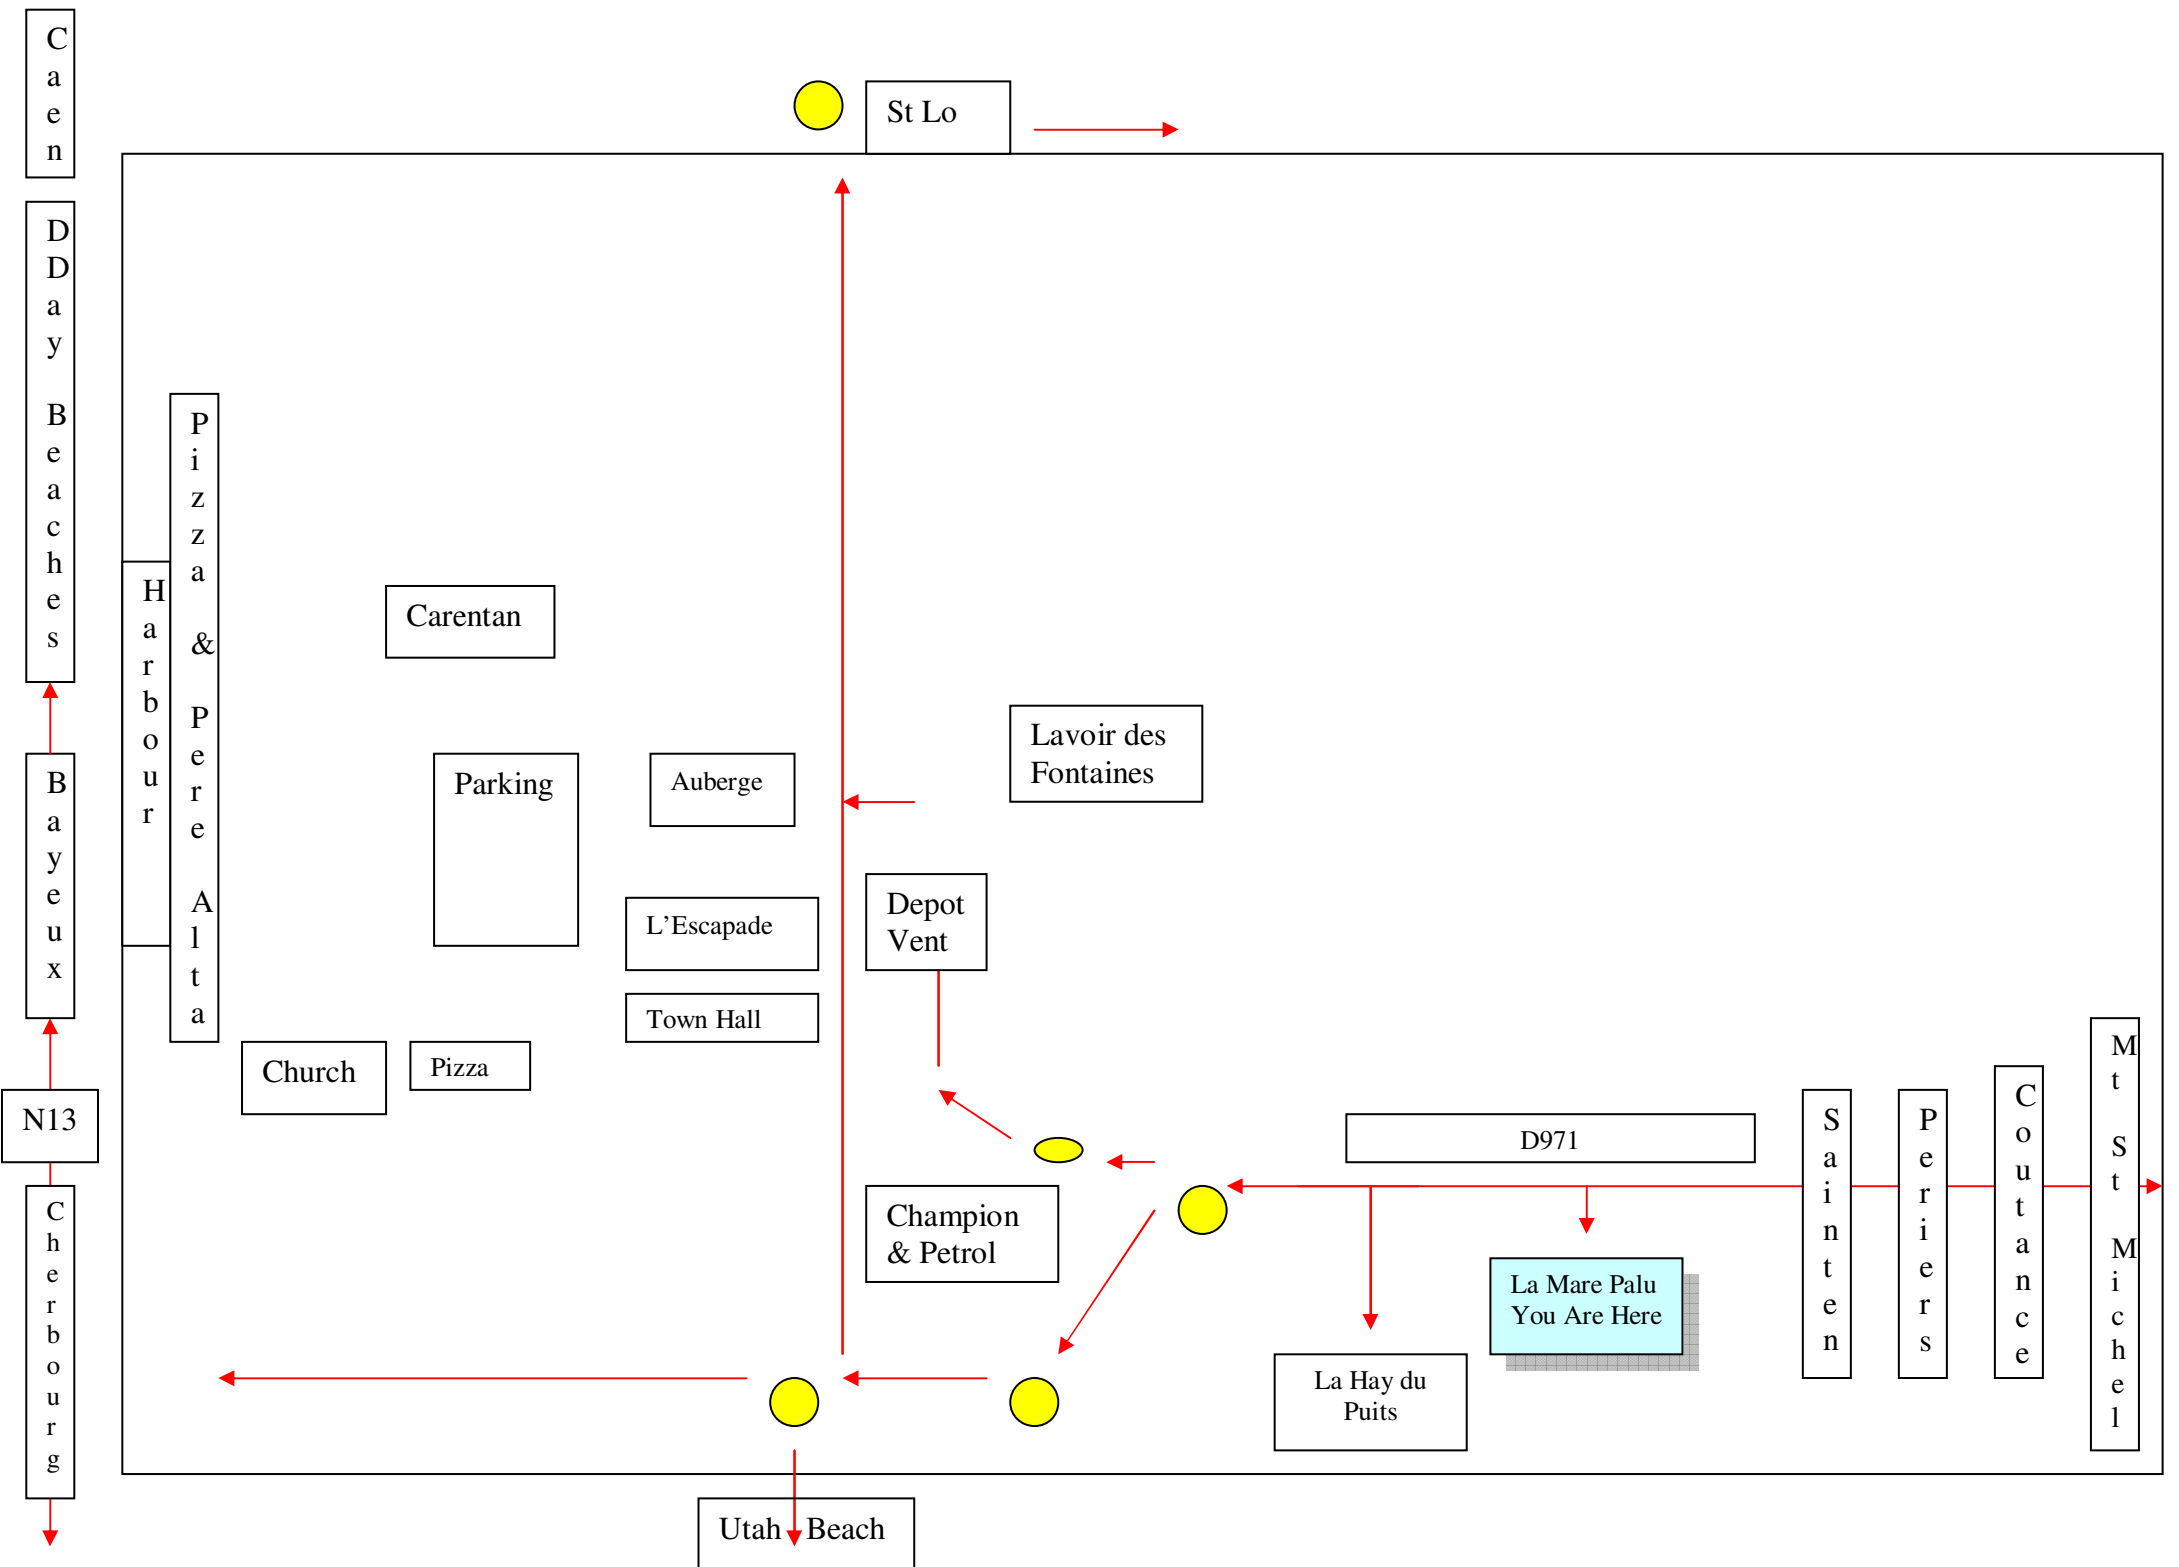 Caen
St Lo
D Day Beaches
Pizza & Pere Alta
Harbour
Carentan
Lavoir des
Fontaines
Bayeux
Parking
Auberge
Depot
Vent
L'Escapade
Town Hall
Church
Pizza
N13
D971
Sainten
Periers
Coutance
Mt St Michel
Cherbourg
Champion
& Petrol
La Mare Palu
You Are Here
La Hay du
Puits
Utah Beach